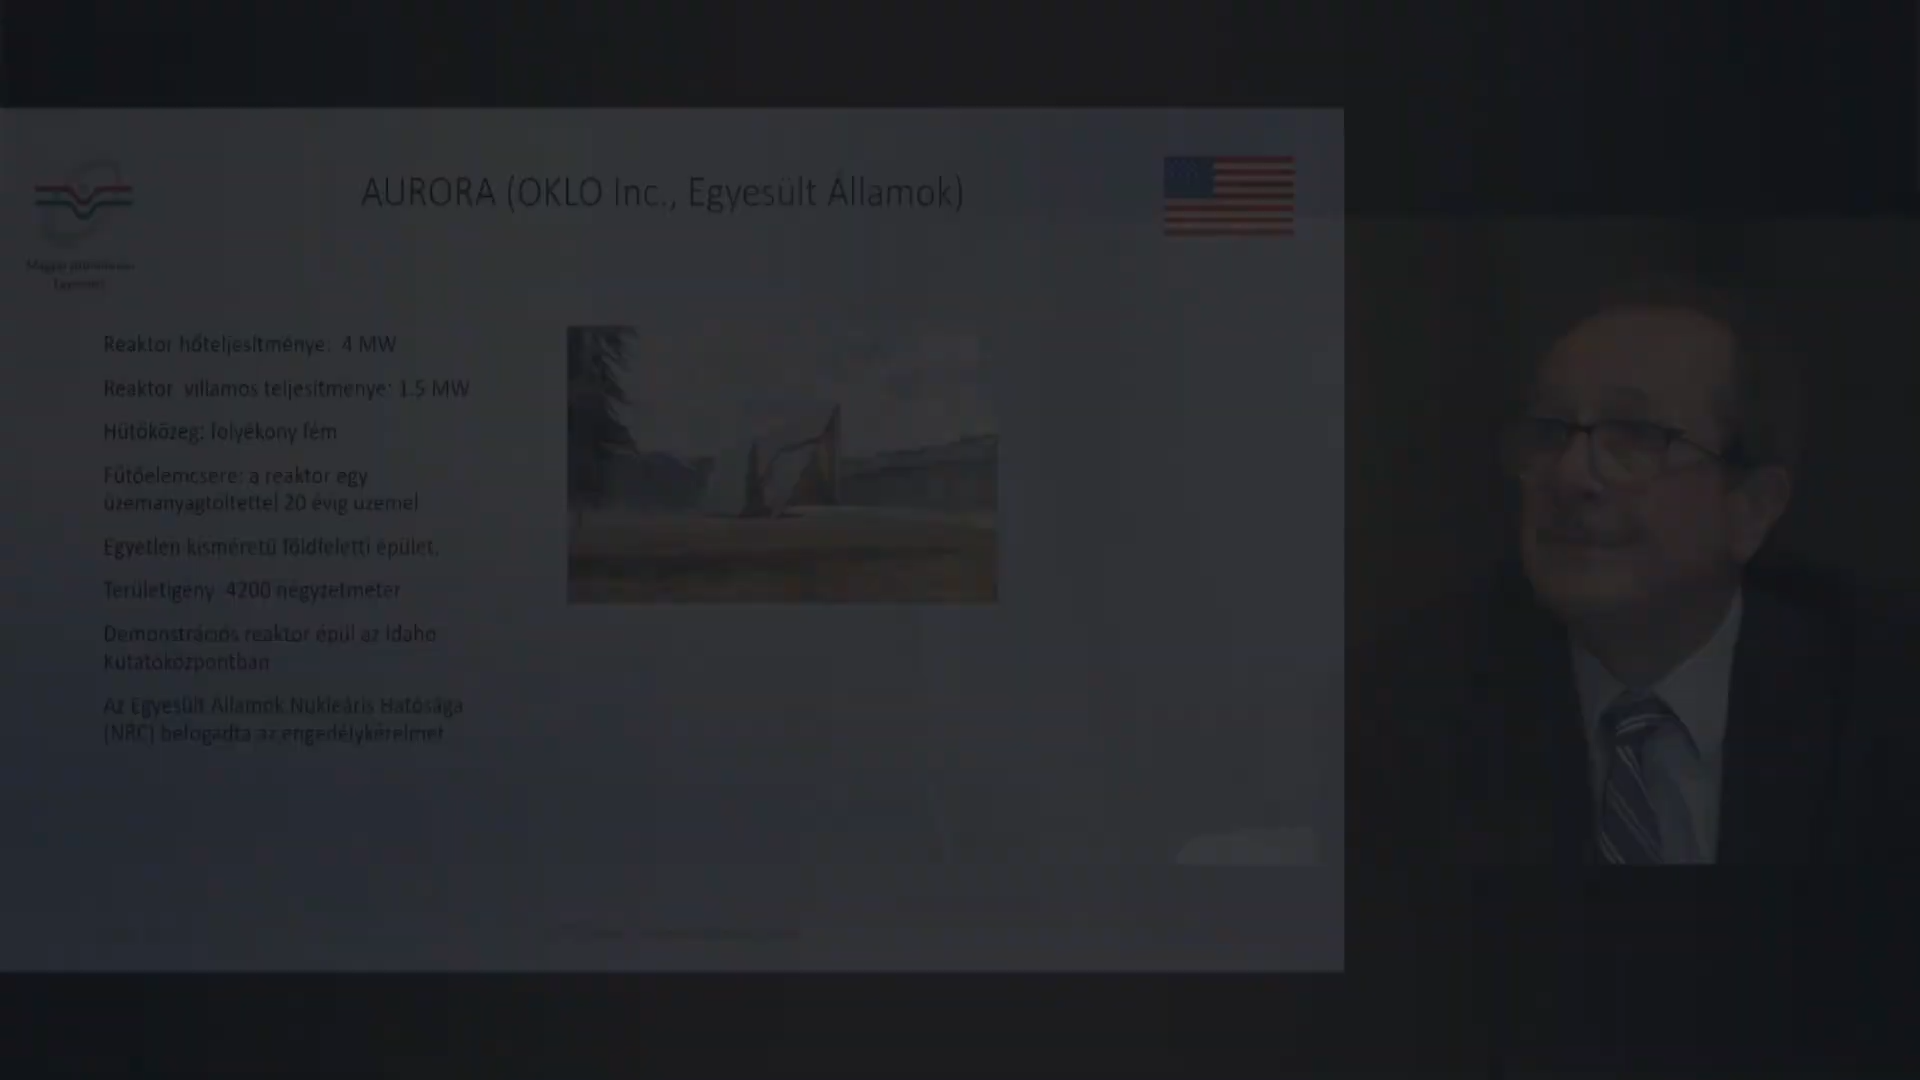 AURORA (OKLO Inc., Egyesült Államok)
Reaktor hőteljesítménye: 4 MW
Reaktor villamos teljesítménye: 1.5 MW
Hűtőközeg: folyékony fém
Fűtőelemcsere: a reaktor egy
üzemanyagtöltettel 20 évig üzemel
Egyetlen kisméretű földfeletti épület,
Területigény 4200 négyzetméter
Demonstrációs reaktor épül az Idaho
Kutatóközpontban
Az Egyesült Államok Nukleáris Hatósága
(NRC) befogadta az engedélykérelmet